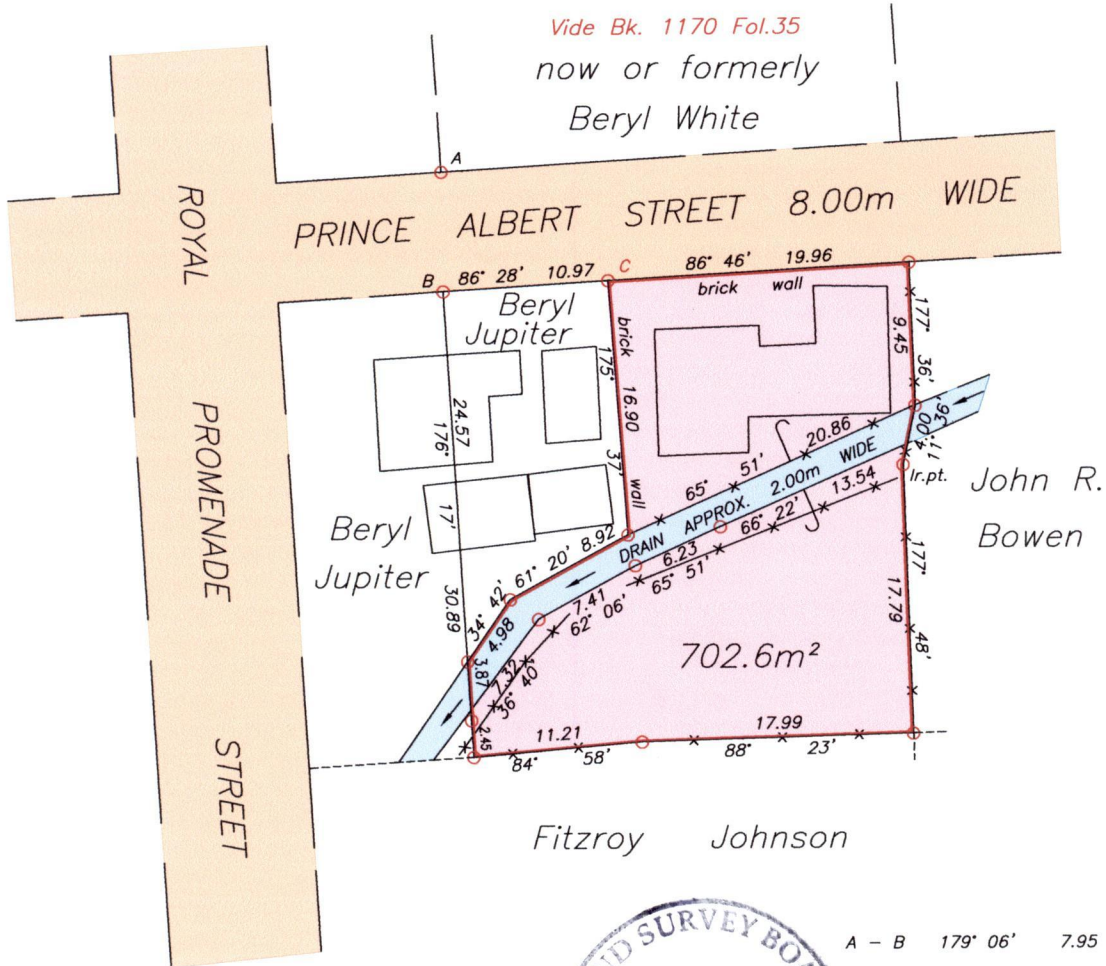 Vide Bk. 1170 Fol.35
now or formerly
Beryl White
A
PRINCE ALBERT STREET 8.00m WIDE
ROYAL PROMENADE STREET
B
86° 28' 10.97
C
86° 46' 19.96
brick wall
Beryl
Jupiter
brick wall
175° 37'
16.90
177° 36'
9.45
24.57
176° 17'
30.89
20.86
65° 51'
DRAIN APPROX. 2.00m WIDE
4.00
1° 36'
Ir.pt.
John R.
Bowen
13.54
66° 22'
6.23
65° 51'
Beryl
Jupiter
61° 20' 8.92
34° 42'
4.98
7.41
62° 06'
3.87
7.32
36° 40'
2.45
177° 48'
17.79
702.6m²
11.21
84° 58'
17.99
88° 23'
Fitzroy Johnson
SURVEY
A - B 179° 06' 7.95